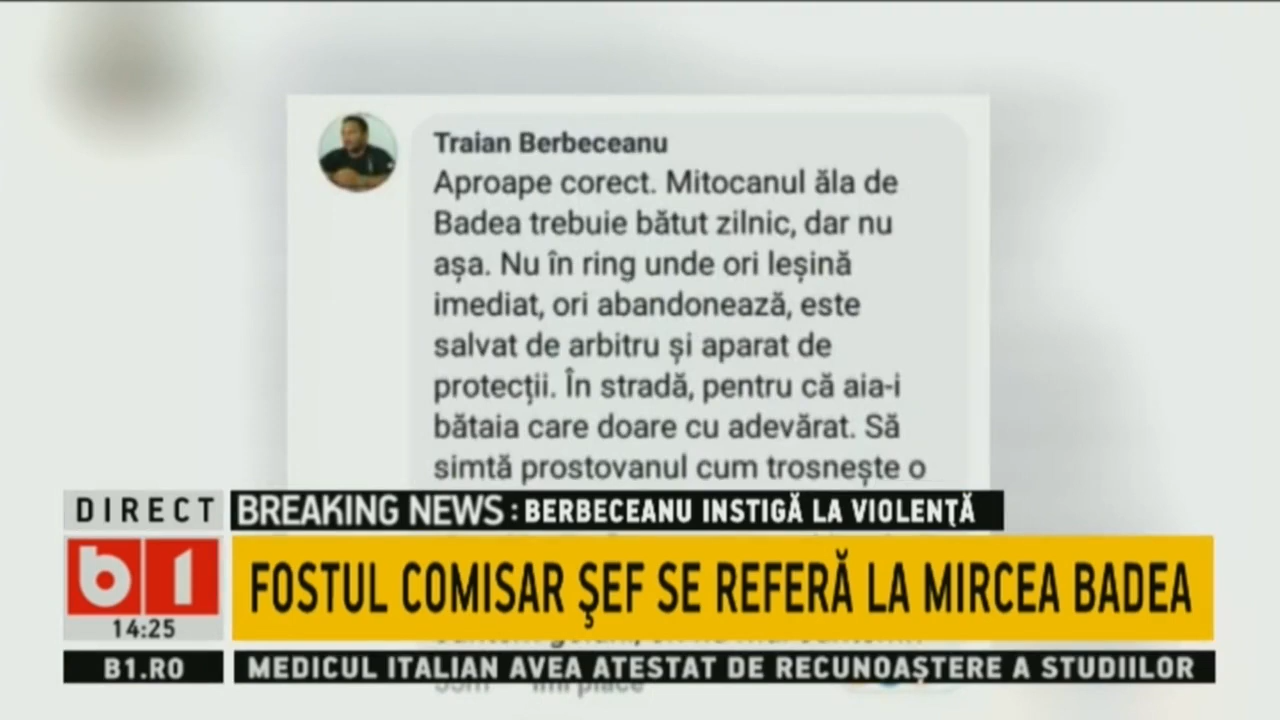 Traian Berbeceanu
Aproape corect. Mitocanul ăla de
Badea trebuie bătut zilnic, dar nu
așa. Nu în ring unde ori leșină
imediat, ori abandonează, este
salvat de arbitru și aparat de
protecții. În stradă, pentru că aia-i
bătaia care doare cu adevărat. Să
simtă prostovanul cum trosnește o
DIRECT
BREAKING NEWS: BERBECEANU INSTIGĂ LA VIOLENŢĂ
b1
FOSTUL COMISAR ŞEF SE REFERĂ LA MIRCEA BADEA
14:25
B1.RO
MEDICUL ITALIAN AVEA ATESTAT DE RECUNOAȘTERE A STUDIILOR